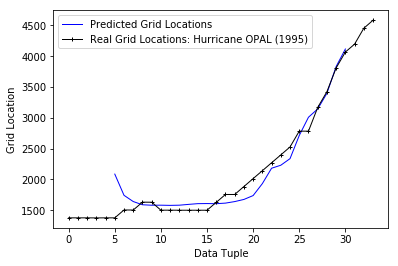 Predicted Grid Locations
Real Grid Locations: Hurricane OPAL (1995)
4500
4000
3500
3000
2500
2000
1500
Grid Location
0 5 10 15 20 25 30
Data Tuple